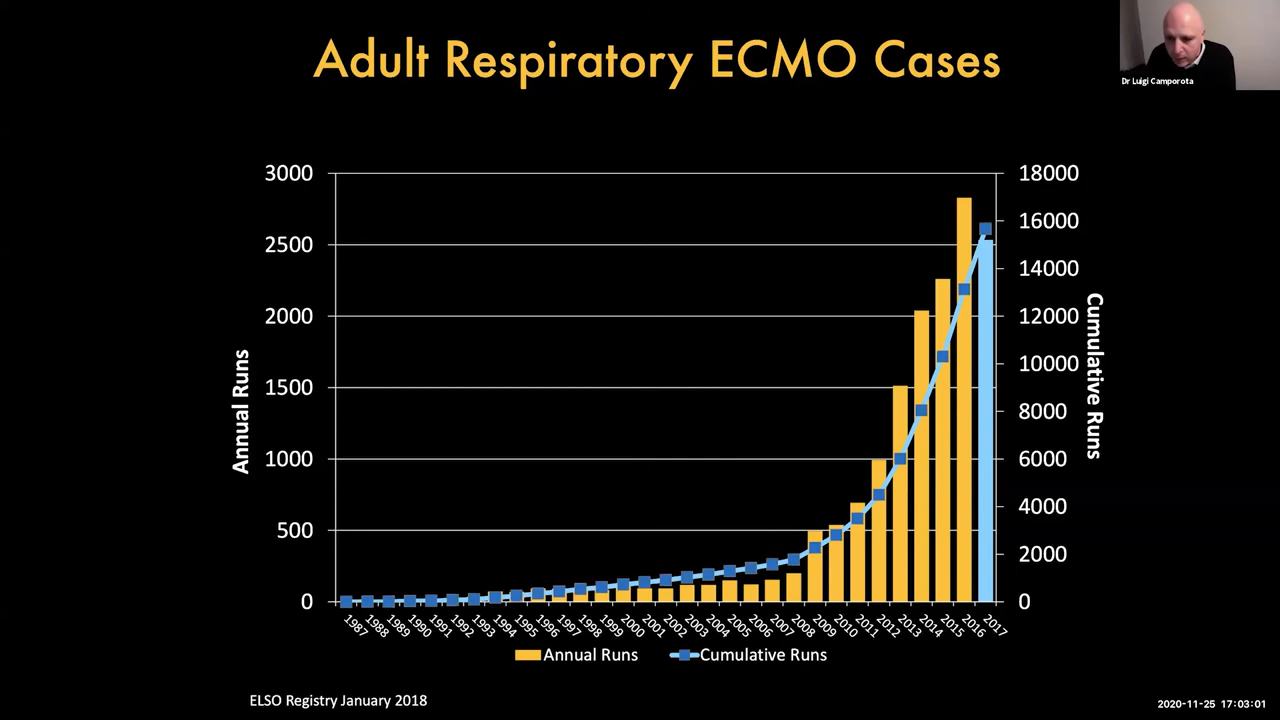 Adult Respiratory ECMO Cases
Dr Luigi Camporota
3000
2500
2000
1500
1000
500
0
Annual Runs
18000
16000
14000
12000
10000
8000
6000
4000
2000
0
Cumulative Runs
1987 1988 1989 1990 1991 1992 1993 1994 1995 1996 1997 1998 1999 2000 2001 2002 2003 2004 2005 2006 2007 2008 2009 2010 2011 2012 2013 2014 2015 2016 2017
Annual Runs Cumulative Runs
ELSO Registry January 2018
2020-11-25 17:03:01